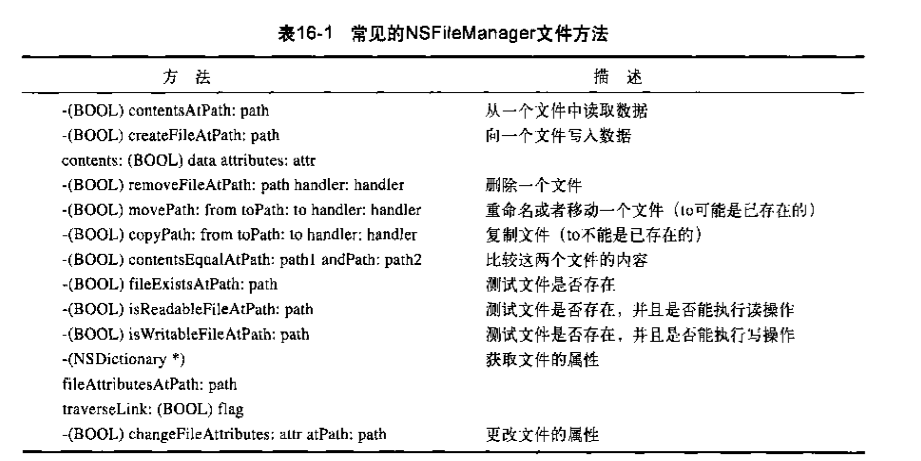 表16-1 常见的NSFileManager文件方法
方 法 描 述
-(BOOL) contentsAtPath: path 从一个文件中读取数据
-(BOOL) createFileAtPath: path 向一个文件写入数据
contents: (BOOL) data attributes: attr
-(BOOL) removeFileAtPath: path handler: handler 删除一个文件
-(BOOL) movePath: from toPath: to handler: handler 重命名或者移动一个文件（to可能是已存在的）
-(BOOL) copyPath: from toPath: to handler: handler 复制文件（to不能是已存在的）
-(BOOL) contentsEqualAtPath: path1 andPath: path2 比较这两个文件的内容
-(BOOL) fileExistsAtPath: path 测试文件是否存在
-(BOOL) isReadableFileAtPath: path 测试文件是否存在，并且是否能执行读操作
-(BOOL) isWritableFileAtPath: path 测试文件是否存在，并且是否能执行写操作
-(NSDictionary *) 获取文件的属性
fileAttributesAtPath: path
traverseLink: (BOOL) flag
-(BOOL) changeFileAttributes: attr atPath: path 更改文件的属性